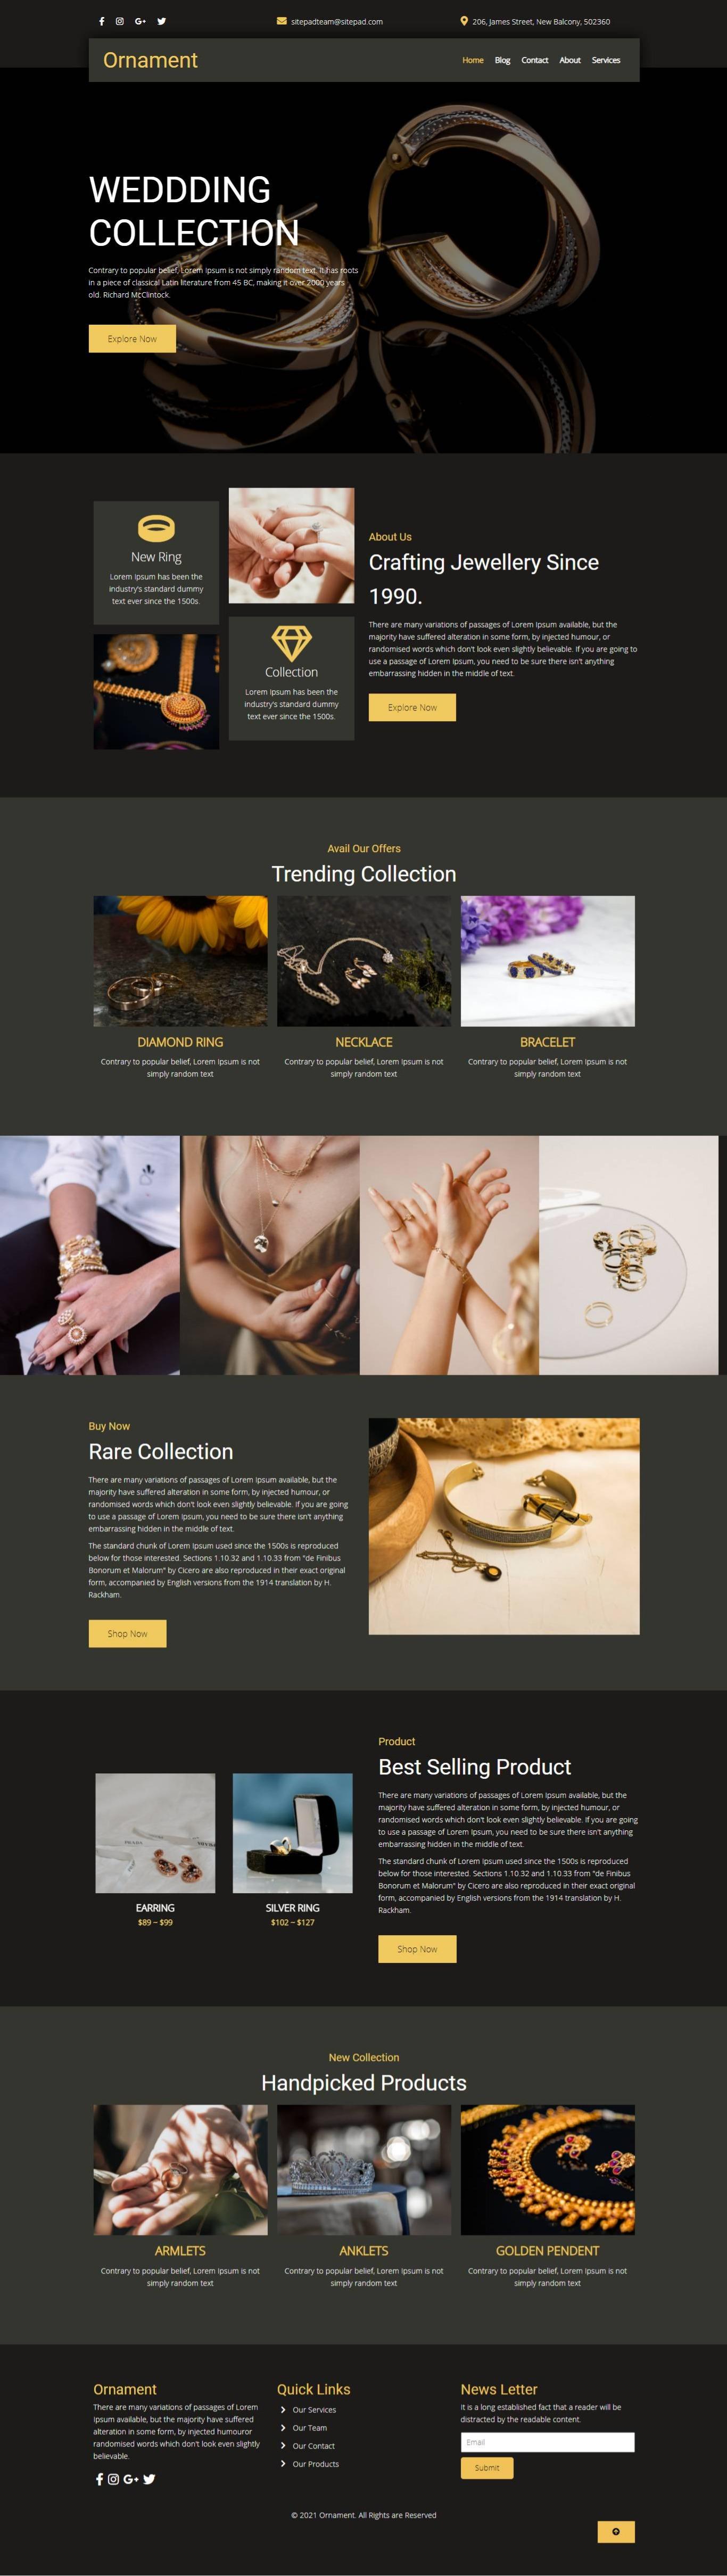 sitepadteam@sitepad.com
206, James Street, New Balcony, 502360
Ornament
Home Blog Contact About Services
WEDDDING
COLLECTION
Contrary to popular belief, Lorem Ipsum is not simply random text. It has roots
in a piece of classical Latin literature from 45 BC, making it over 2000 years
old. Richard McClintock.
Explore Now
New Ring
Lorem Ipsum has been the
industry's standard dummy
text ever since the 1500s.
Collection
Lorem Ipsum has been the
industry's standard dummy
text ever since the 1500s.
About Us
Crafting Jewellery Since
1990.
There are many variations of passages of Lorem Ipsum available, but the
majority have suffered alteration in some form, by injected humour, or
randomised words which don't look even slightly believable. If you are going to
use a passage of Lorem Ipsum, you need to be sure there isn't anything
embarrassing hidden in the middle of text.
Explore Now
Avail Our Offers
Trending Collection
DIAMOND RING
Contrary to popular belief, Lorem Ipsum is not
simply random text
NECKLACE
Contrary to popular belief, Lorem Ipsum is not
simply random text
BRACELET
Contrary to popular belief, Lorem Ipsum is not
simply random text
Buy Now
Rare Collection
There are many variations of passages of Lorem Ipsum available, but the
majority have suffered alteration in some form, by injected humour, or
randomised words which don't look even slightly believable. If you are going
to use a passage of Lorem Ipsum, you need to be sure there isn't anything
embarrassing hidden in the middle of text.
The standard chunk of Lorem Ipsum used since the 1500s is reproduced
below for those interested. Sections 1.10.32 and 1.10.33 from "de Finibus
Bonorum et Malorum" by Cicero are also reproduced in their exact original
form, accompanied by English versions from the 1914 translation by H.
Rackham.
Shop Now
EARRING
$89 – $99
SILVER RING
$102 – $127
Product
Best Selling Product
There are many variations of passages of Lorem Ipsum available, but the
majority have suffered alteration in some form, by injected humour, or
randomised words which don't look even slightly believable. If you are going
to use a passage of Lorem Ipsum, you need to be sure there isn't anything
embarrassing hidden in the middle of text.
The standard chunk of Lorem Ipsum used since the 1500s is reproduced
below for those interested. Sections 1.10.32 and 1.10.33 from "de Finibus
Bonorum et Malorum" by Cicero are also reproduced in their exact original
form, accompanied by English versions from the 1914 translation by H.
Rackham.
Shop Now
New Collection
Handpicked Products
ARMLETS
Contrary to popular belief, Lorem Ipsum is not
simply random text
ANKLETS
Contrary to popular belief, Lorem Ipsum is not
simply random text
GOLDEN PENDENT
Contrary to popular belief, Lorem Ipsum is not
simply random text
Ornament
There are many variations of passages of Lorem
Ipsum available, but the majority have suffered
alteration in some form, by injected humouror
randomised words which don't look even slightly
believable.
Quick Links
Our Services
Our Team
Our Contact
Our Products
News Letter
It is a long established fact that a reader will be
distracted by the readable content.
Email
Submit
© 2021 Ornament. All Rights are Reserved